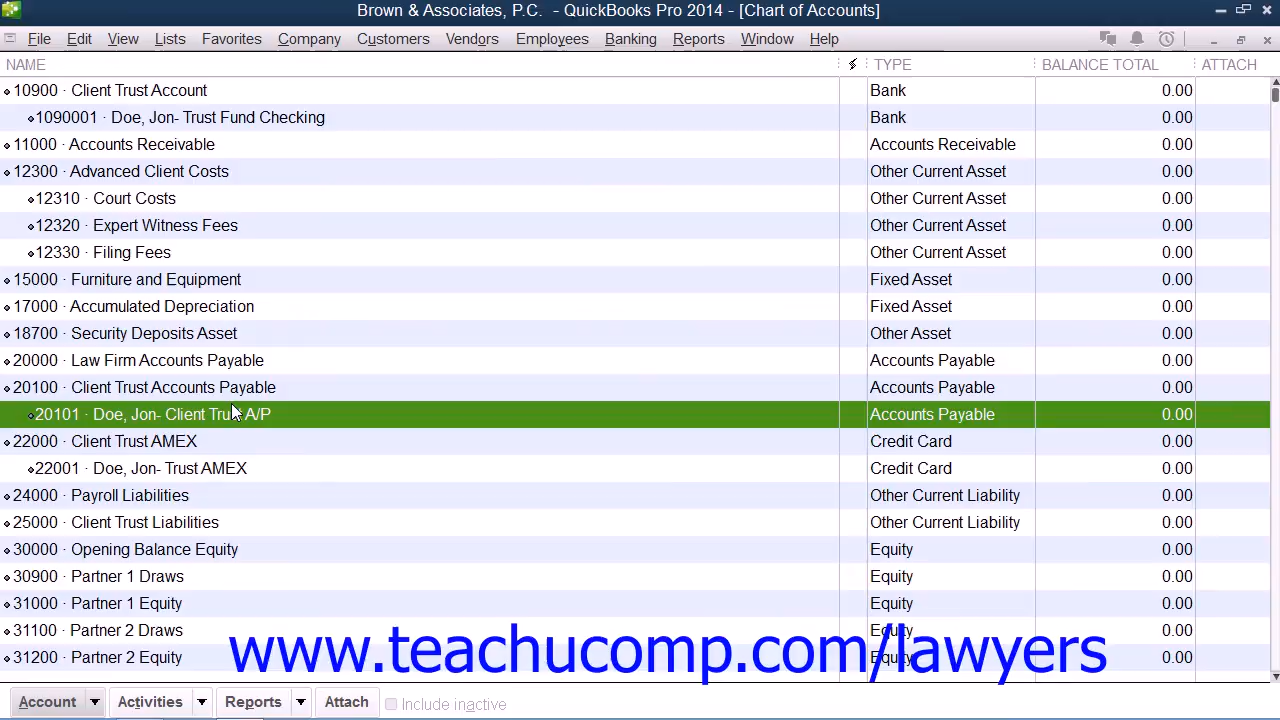 Brown & Associates, P.C. - QuickBooks Pro 2014 - [Chart of Accounts]
File Edit View Lists Favorites Company Customers Vendors Employees Banking Reports Window Help
NAME TYPE BALANCE TOTAL ATTACH
10900 · Client Trust Account Bank 0.00
1090001 · Doe, Jon- Trust Fund Checking Bank 0.00
11000 · Accounts Receivable Accounts Receivable 0.00
12300 · Advanced Client Costs Other Current Asset 0.00
12310 · Court Costs Other Current Asset 0.00
12320 · Expert Witness Fees Other Current Asset 0.00
12330 · Filing Fees Other Current Asset 0.00
15000 · Furniture and Equipment Fixed Asset 0.00
17000 · Accumulated Depreciation Fixed Asset 0.00
18700 · Security Deposits Asset Other Asset 0.00
20000 · Law Firm Accounts Payable Accounts Payable 0.00
20100 · Client Trust Accounts Payable Accounts Payable 0.00
20101 · Doe, Jon- Client Trust A/P Accounts Payable 0.00
22000 · Client Trust AMEX Credit Card 0.00
22001 · Doe, Jon- Trust AMEX Credit Card 0.00
24000 · Payroll Liabilities Other Current Liability 0.00
25000 · Client Trust Liabilities Other Current Liability 0.00
30000 · Opening Balance Equity Equity 0.00
30900 · Partner 1 Draws Equity 0.00
31000 · Partner 1 Equity Equity 0.00
31100 · Partner 2 Draws Equity 0.00
31200 · Partner 2 Equity Equity 0.00
www.teachucomp.com/lawyers
Account Activities Reports Attach Include inactive